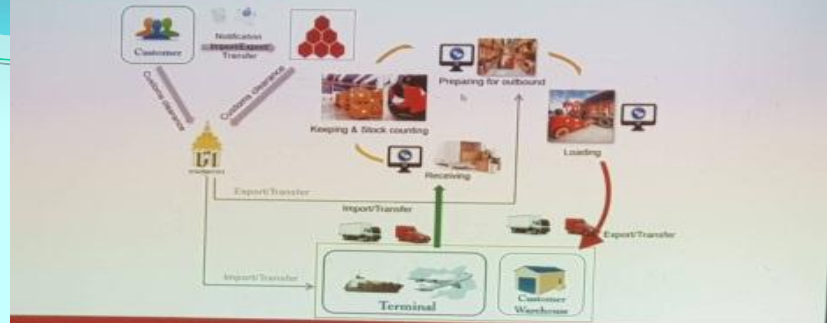 Customer
Notification
Import/Export
Transfer
Customs clearance
Customs clearance
Preparing for outbound
Keeping & Stock counting
Loading
Receiving
Export/Transfer
Import/Transfer
Export/Transfer
Import/Transfer
Terminal
Customer
Warehouse